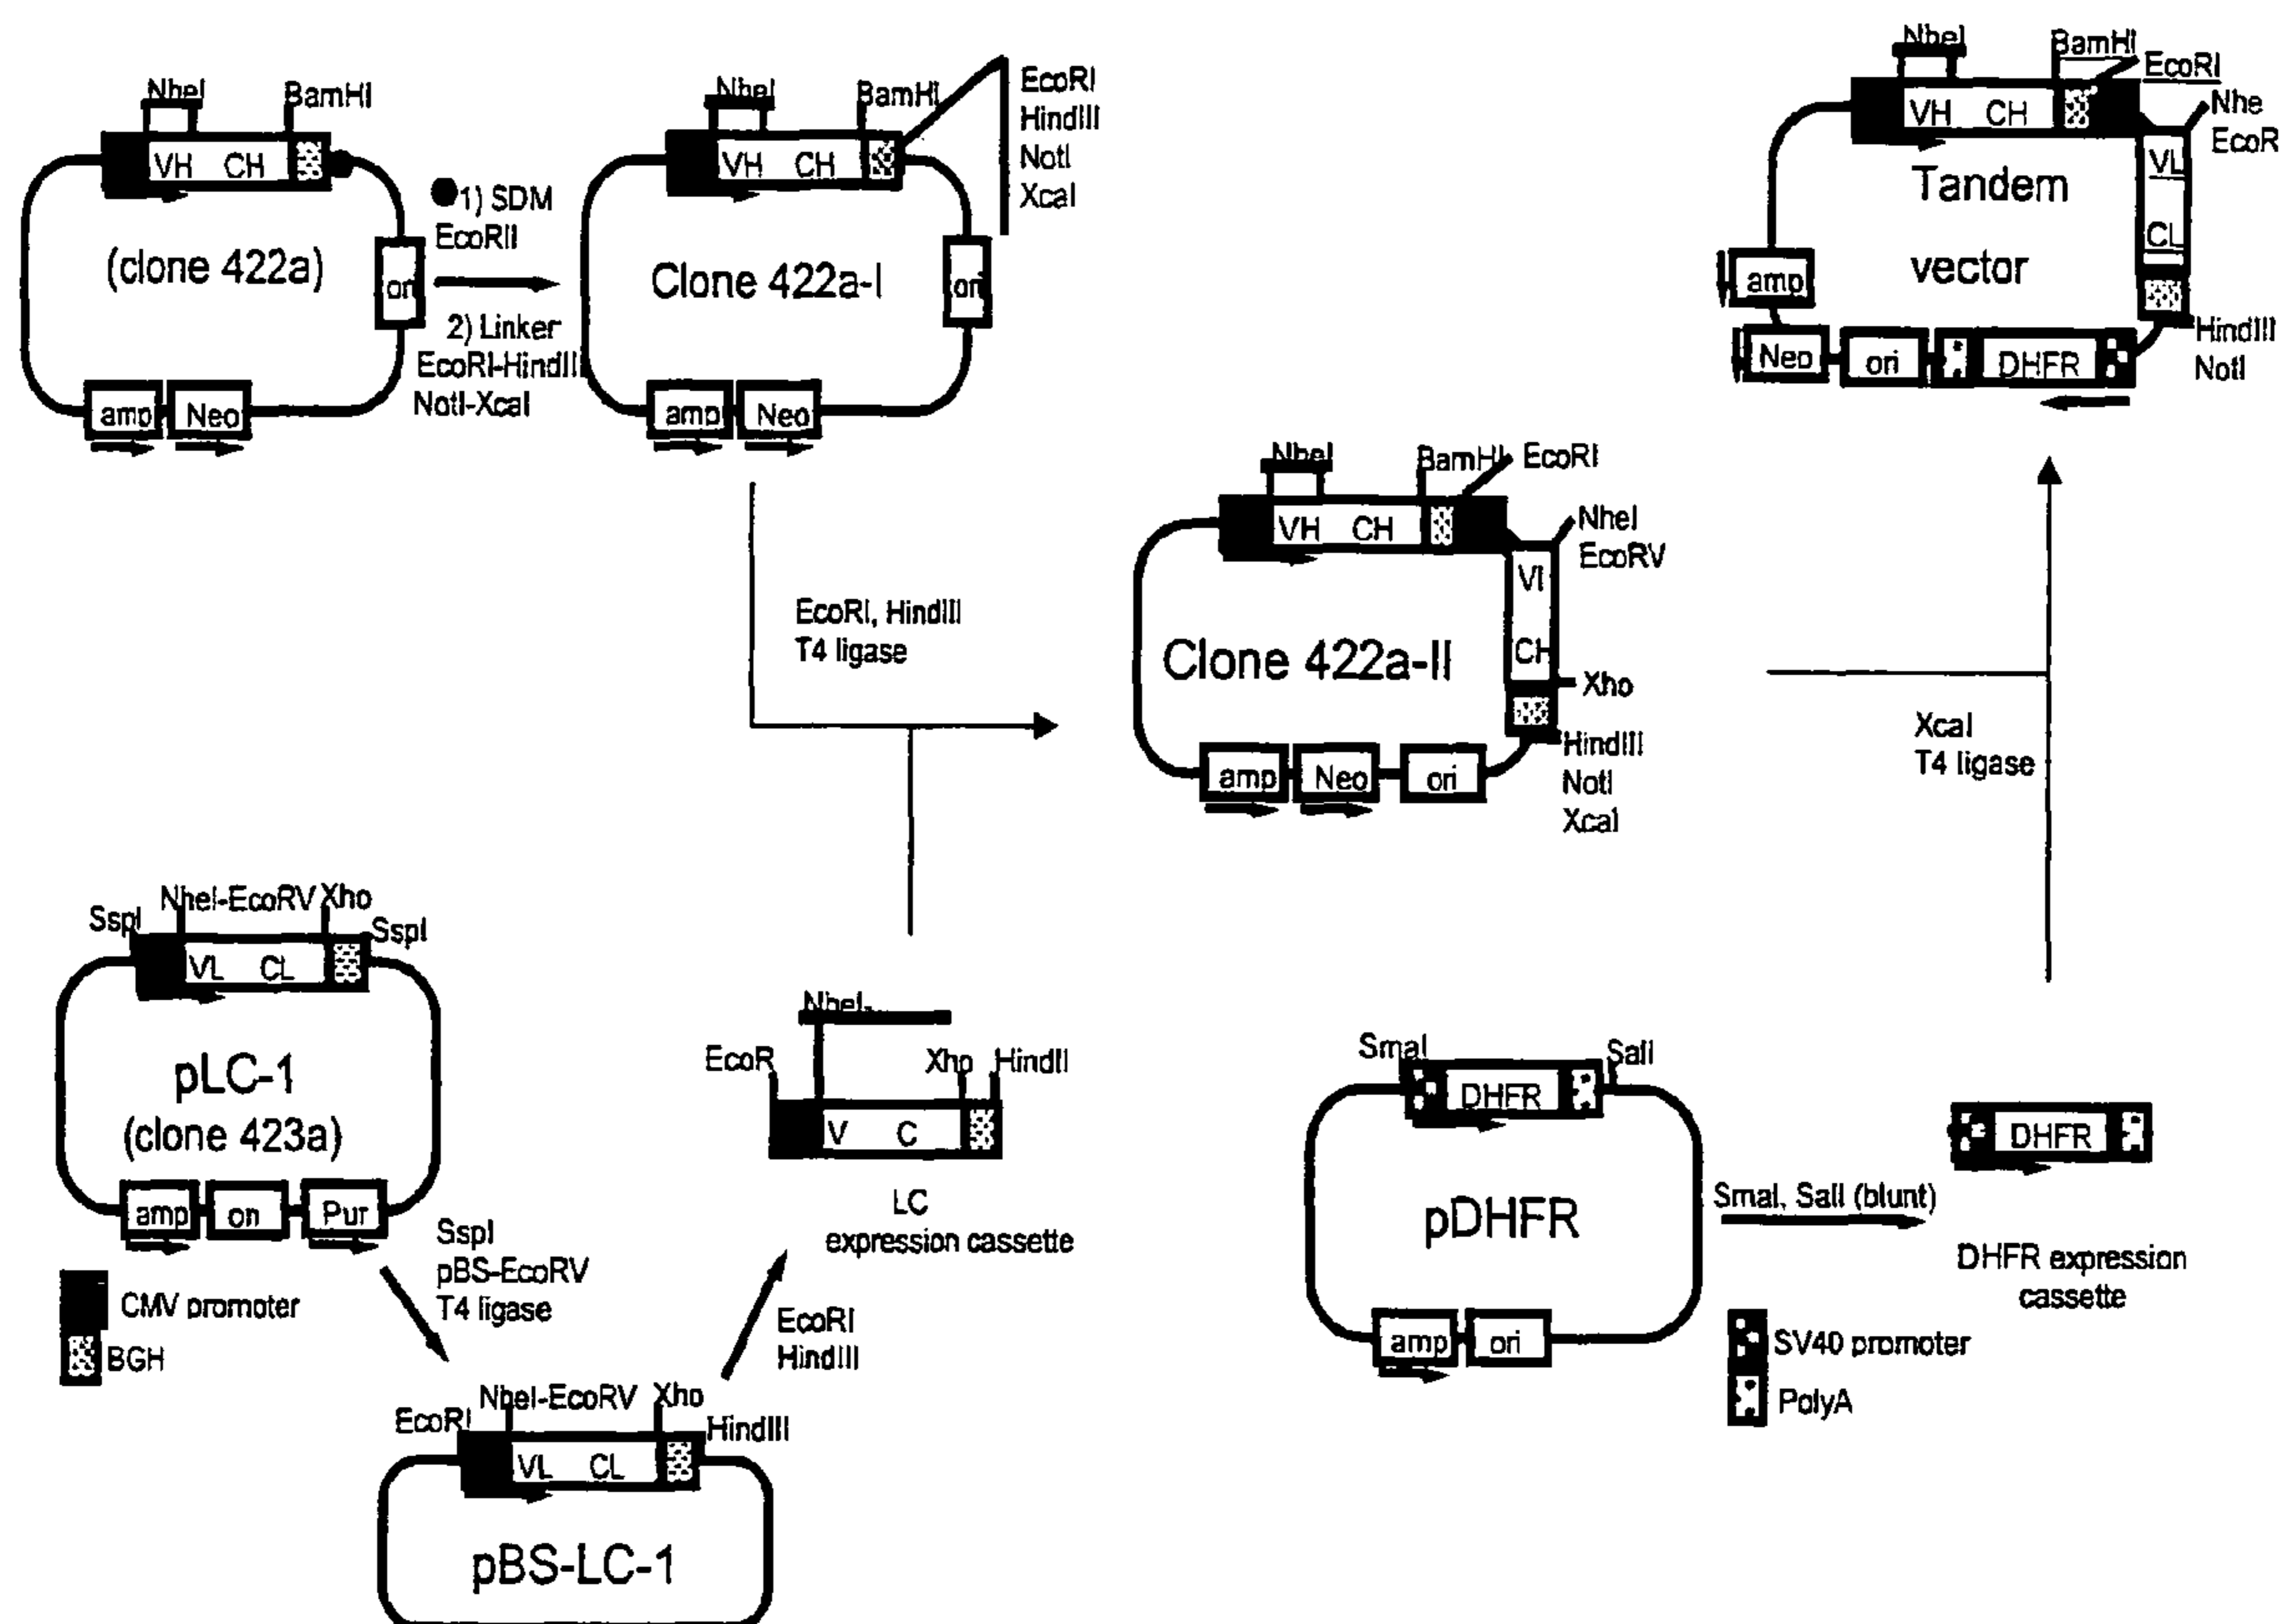 NheI
BamHI
VH CH
(clone 422a)
ori
amp
Neo
1) SDM
EcoRII
2) Linker
EcoRI-HindII
NotI-XcaI
NheI
BamHI
EcoRI
HindIII
NotI
XcaI
VH CH
Clone 422a-I
ori
amp
Neo
NheI
BamHI
EcoRI
Nhe
EcoR
VH CH
VL
CL
Tandem
vector
amp
Neo
ori
DHFR
HindIII
NotI
EcoRI, HindIII
T4 ligase
NheI
BamHI
EcoRI
NheI
EcoRV
VH CH
Vl
CH
Clone 422a-II
Xho
HindIII
NotI
XcaI
amp
Neo
ori
XcaI
T4 ligase
SspI
NheI-EcoRV
Xho
SspI
VL CL
pLC-1
(clone 423a)
amp
ori
Pur
CMV promoter
BGH
SspI
pBS-EcoRV
T4 ligase
EcoRI
NheI-EcoRV
Xho
HindIII
VL CL
pBS-LC-1
EcoRI
HindIII
NheI-
EcoR
Xho
HindII
V C
LC
expression cassette
SmaI
SalI
DHFR
pDHFR
amp
ori
SmaI, SalI (blunt)
DHFR
DHFR expression
cassette
SV40 promoter
PolyA